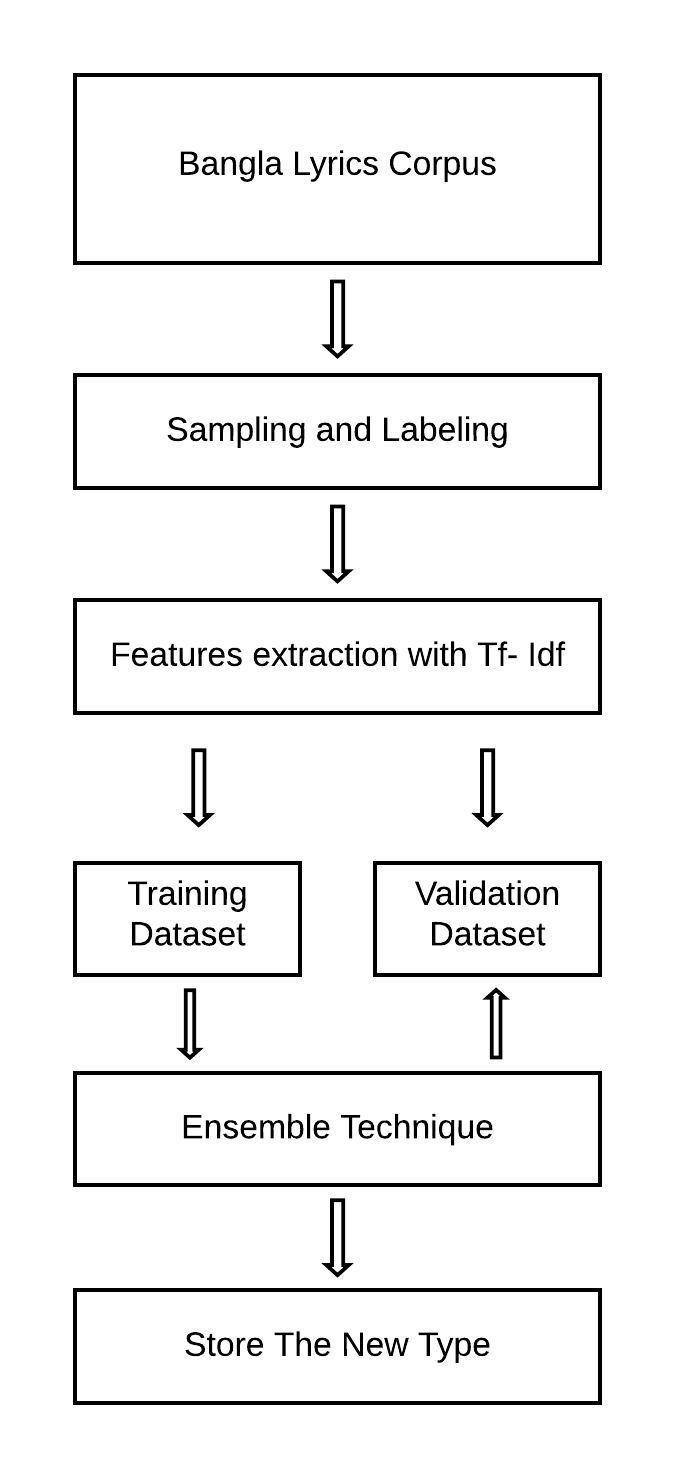 Bangla Lyrics Corpus
Sampling and Labeling
Features extraction with Tf- Idf
Training
Dataset
Validation
Dataset
Ensemble Technique
Store The New Type